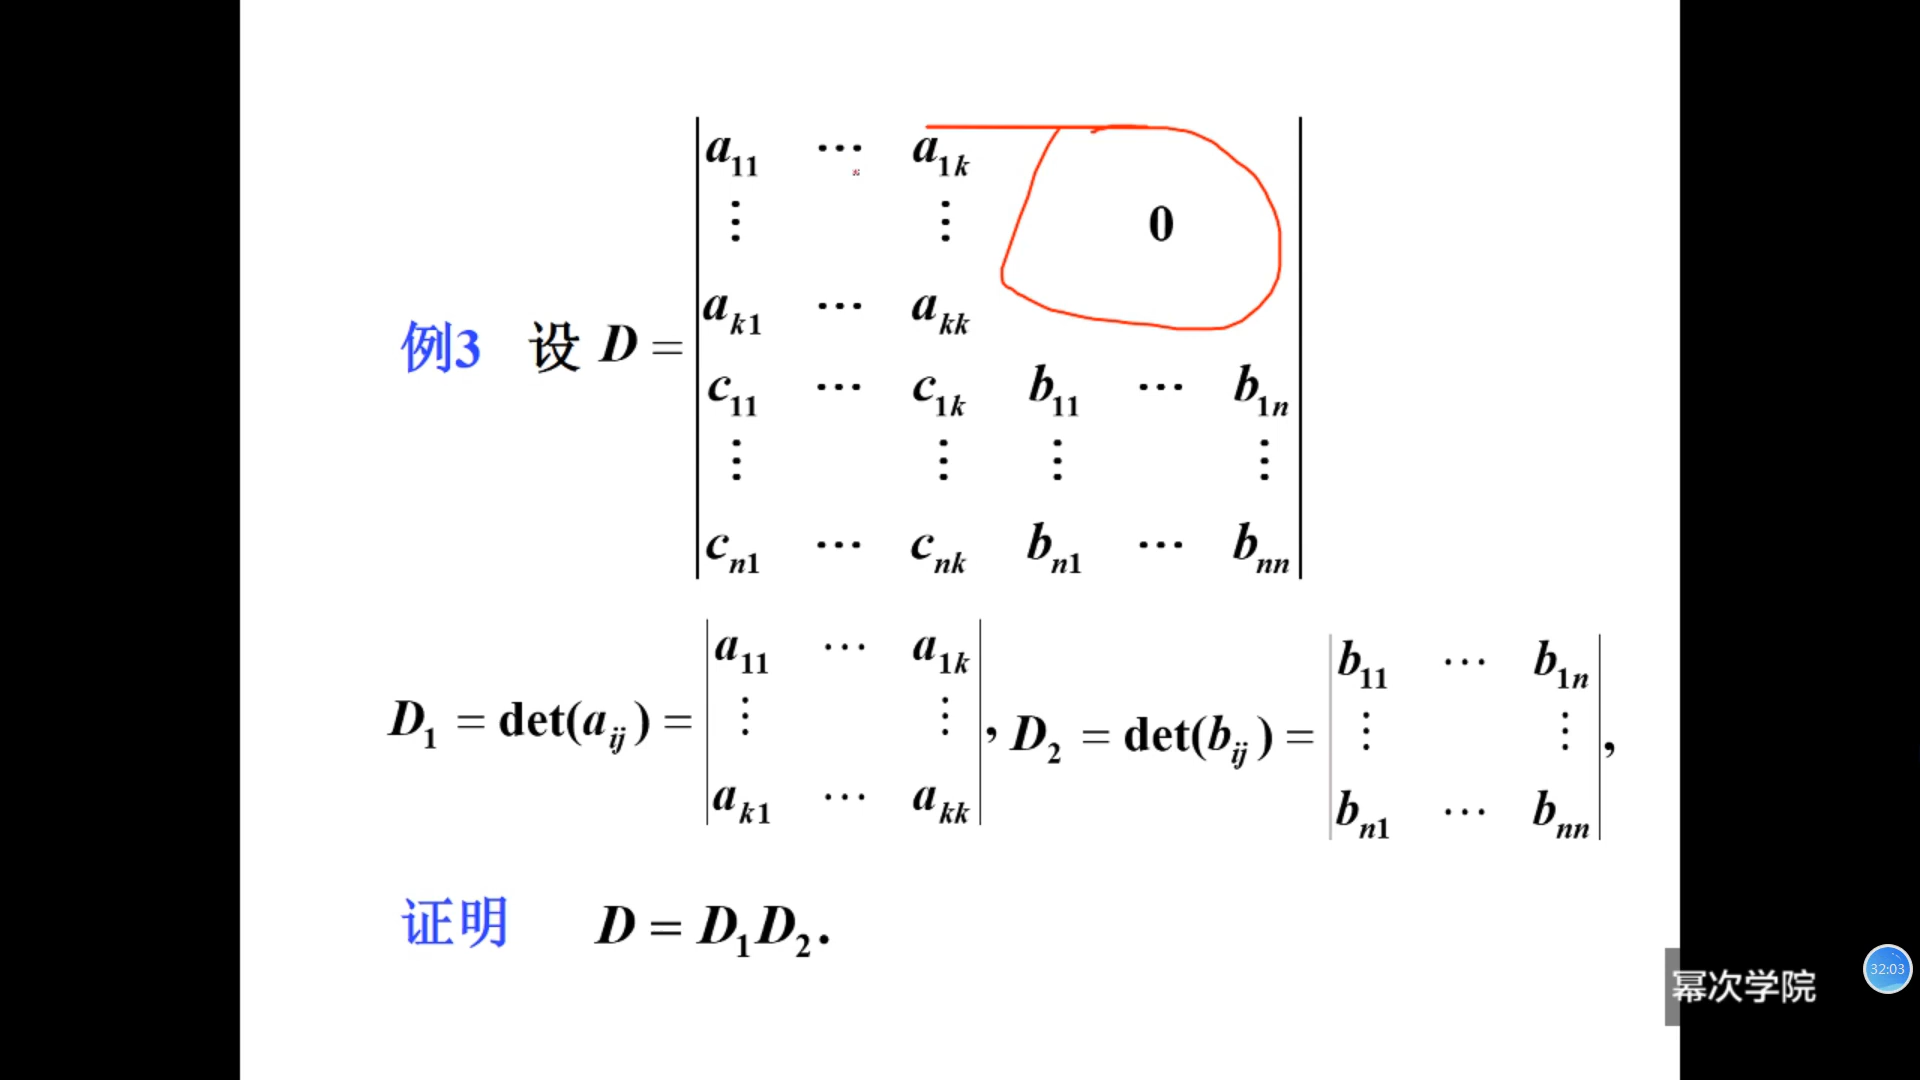 a11 ⋯ a1k
⋮ ⋮ 0
ak1 ⋯ akk
例3 设 D =
c11 ⋯ c1k b11 ⋯ b1n
⋮ ⋮ ⋮ ⋮
cn1 ⋯ cnk bn1 ⋯ bnn
a11 ⋯ a1k
D1 = det(aij) = ⋮ ⋮ ,
ak1 ⋯ akk
b11 ⋯ b1n
D2 = det(bij) = ⋮ ⋮ ,
bn1 ⋯ bnn
证明 D = D1D2.
幂次学院
32:03